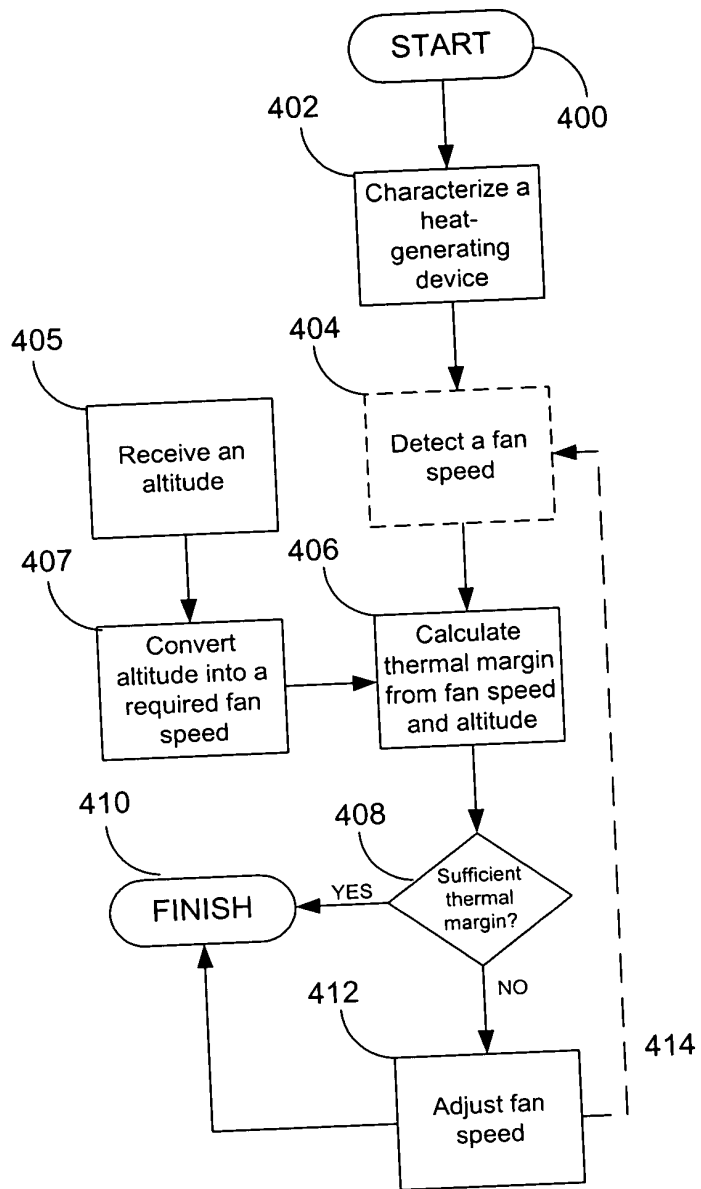 START
400
402
Characterize a
heat-
generating
device
404
405
Detect a fan
speed
Receive an
altitude
406
407
Calculate
thermal margin
from fan speed
and altitude
Convert
altitude into a
required fan
speed
410
408
Sufficient
thermal
margin?
YES
FINISH
NO
412
414
Adjust fan
speed